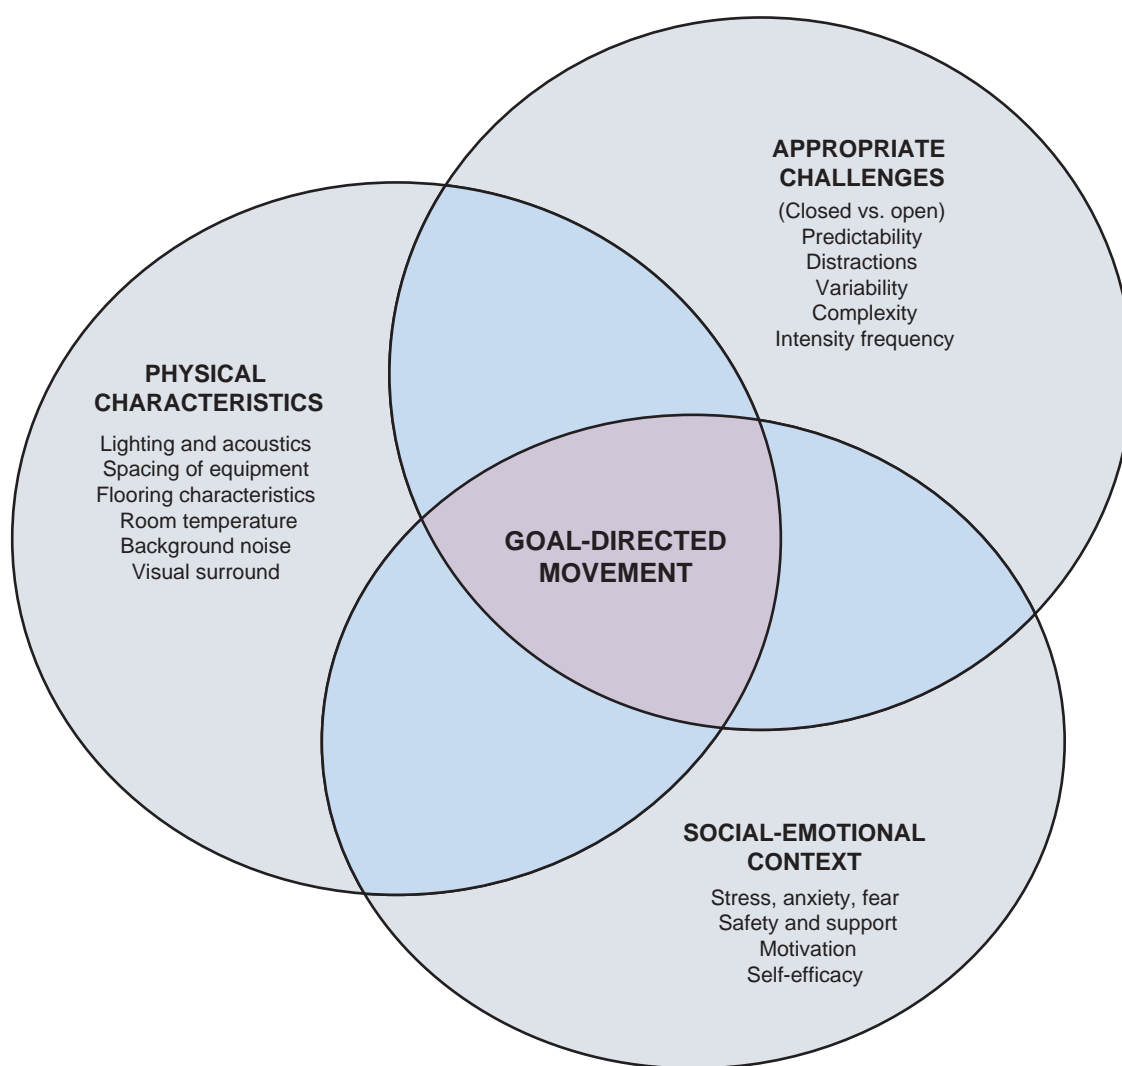 APPROPRIATE
CHALLENGES
(Closed vs. open)
Predictability
Distractions
Variability
Complexity
Intensity frequency
PHYSICAL
CHARACTERISTICS
Lighting and acoustics
Spacing of equipment
Flooring characteristics
Room temperature
Background noise
Visual surround
GOAL-DIRECTED
MOVEMENT
SOCIAL-EMOTIONAL
CONTEXT
Stress, anxiety, fear
Safety and support
Motivation
Self-efficacy